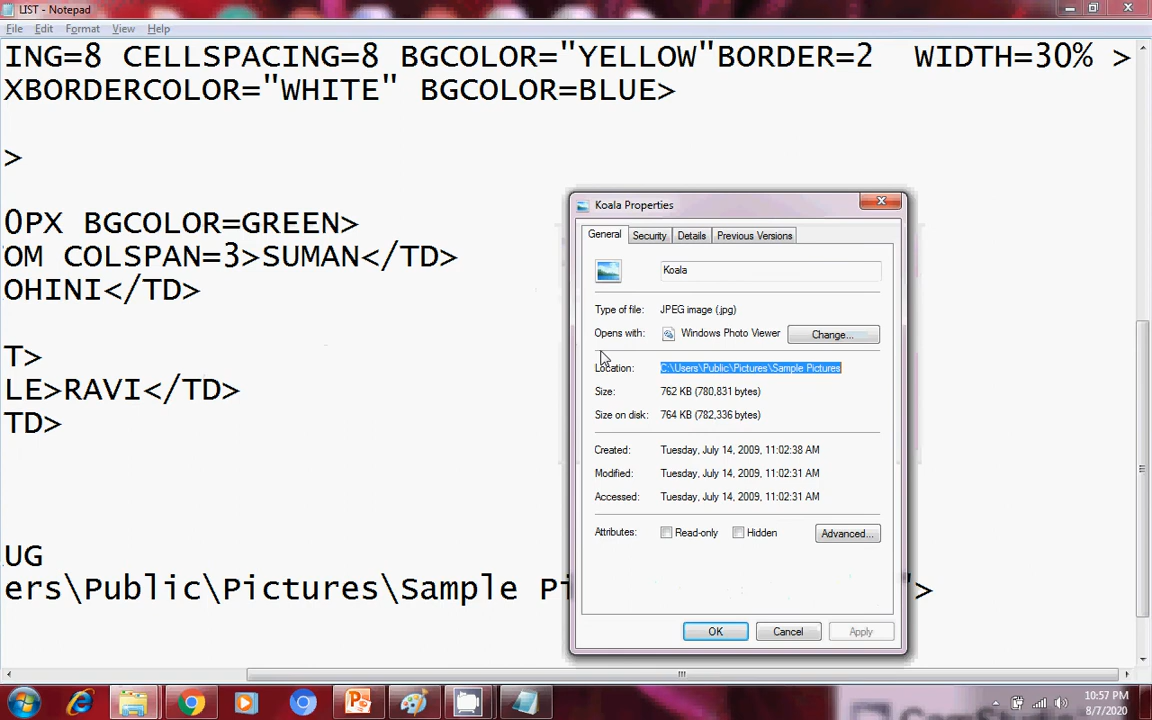 LIST - Notepad
File Edit Format View Help
ING=8 CELLSPACING=8 BGCOLOR="YELLOW"BORDER=2 WIDTH=30% >
XBORDERCOLOR="WHITE" BGCOLOR=BLUE>
>
0PX BGCOLOR=GREEN>
OM COLSPAN=3>SUMAN</TD>
OHINI</TD>
T>
LE>RAVI</TD>
TD>
UG
ers\Public\Pictures\Sample Pi
">
Koala Properties
General Security Details Previous Versions
Koala
Type of file: JPEG image (.jpg)
Opens with: Windows Photo Viewer Change...
Location: C:\Users\Public\Pictures\Sample Pictures
Size: 762 KB (780,831 bytes)
Size on disk: 764 KB (782,336 bytes)
Created: Tuesday, July 14, 2009, 11:02:38 AM
Modified: Tuesday, July 14, 2009, 11:02:31 AM
Accessed: Tuesday, July 14, 2009, 11:02:31 AM
Attributes: Read-only Hidden Advanced...
OK Cancel Apply
10:57 PM
8/7/2020
CamStudio